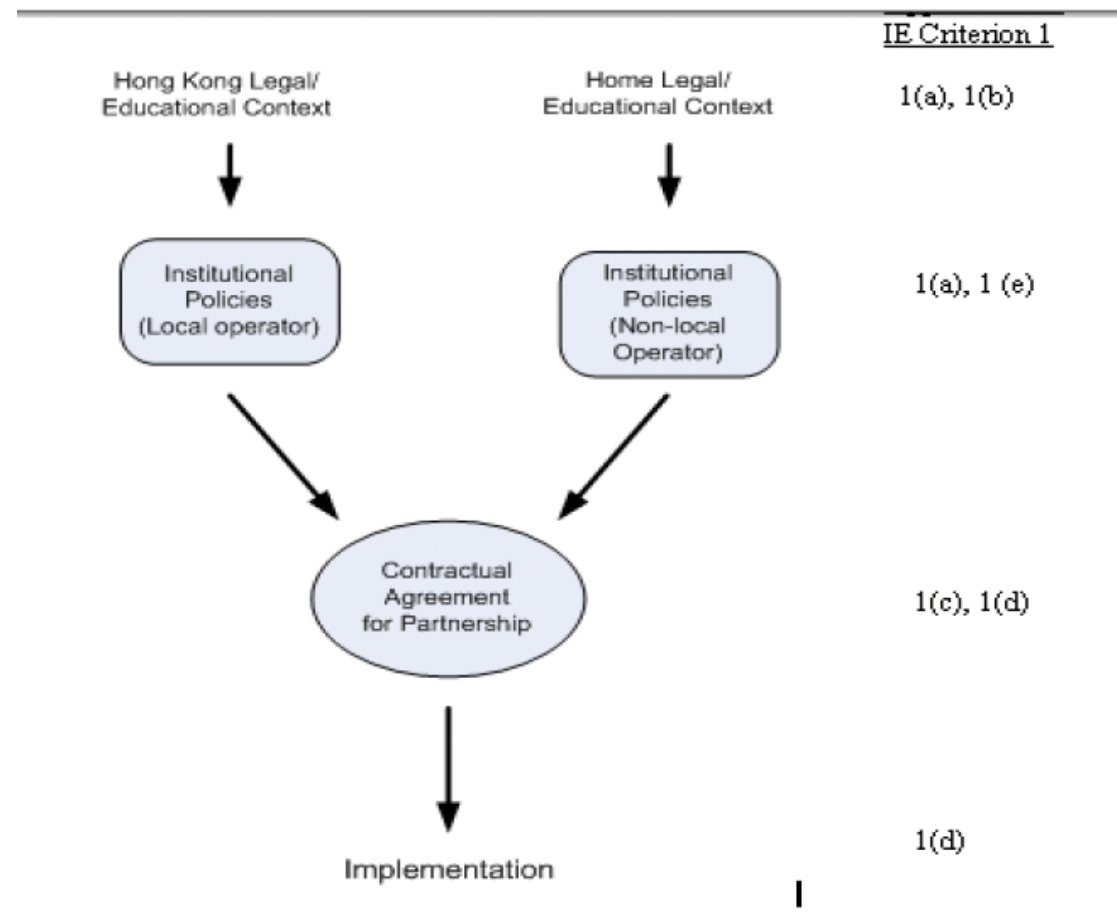 IE Criterion 1
Hong Kong Legal/
Educational Context
Home Legal/
Educational Context
1(a), 1(b)
Institutional
Policies
(Local operator)
Institutional
Policies
(Non-local
Operator)
1(a), 1 (e)
Contractual
Agreement
for Partnership
1(c), 1(d)
Implementation
1(d)